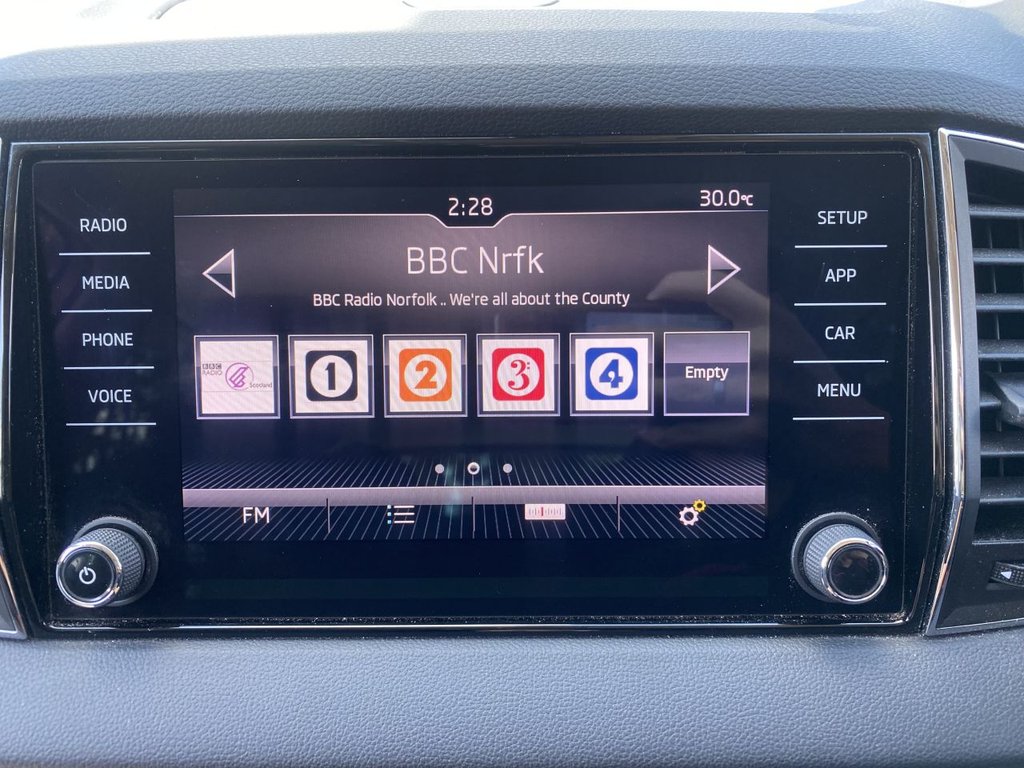 RADIO
MEDIA
PHONE
VOICE
2:28
30.0°C
BBC Nrfk
BBC Radio Norfolk .. We're all about the County
BBC
RADIO
Scotland
1
2
3
4
Empty
FM
SETUP
APP
CAR
MENU